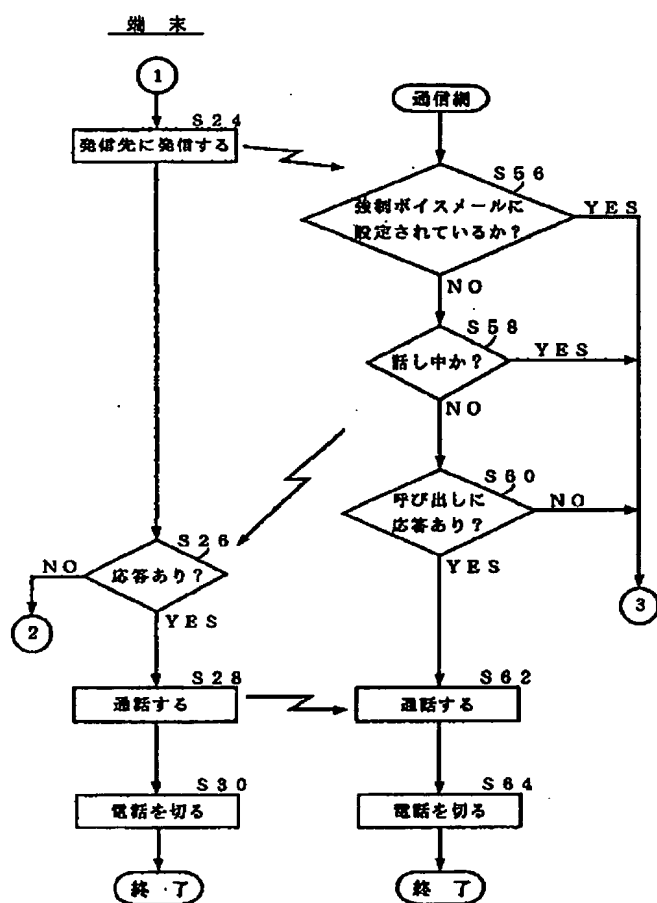 端末
1
通信網
S24
発信先に発信する
S56
強制ボイスメールに
設定されているか?
YES
NO
S58
話し中か?
YES
NO
S60
呼び出しに
応答あり?
NO
YES
3
S26
応答あり?
NO
2
YES
S28
通話する
S62
通話する
S30
電話を切る
S64
電話を切る
終了
終了